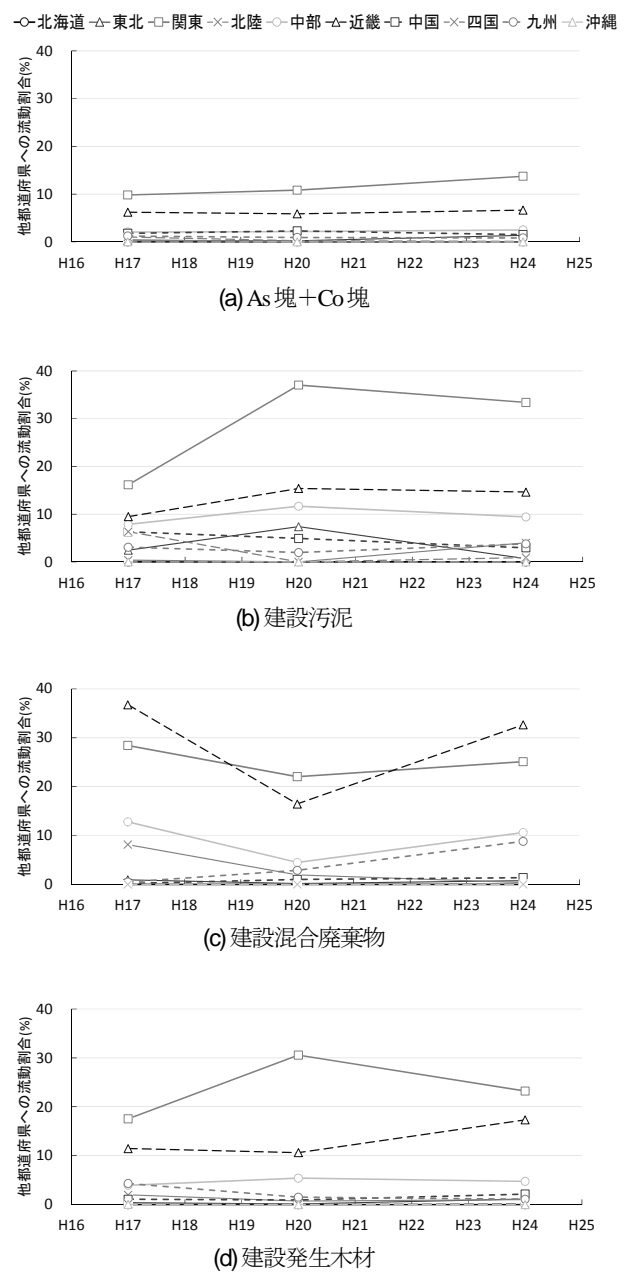 北海道 東北 関東 北陸 中部 近畿 中国 四国 九州 沖縄
他都道府県への流動割合(%)
40
30
20
10
0
H16 H17 H18 H19 H20 H21 H22 H23 H24 H25
(a) As塊＋Co塊
他都道府県への流動割合(%)
40
30
20
10
0
H16 H17 H18 H19 H20 H21 H22 H23 H24 H25
(b) 建設汚泥
他都道府県への流動割合(%)
40
30
20
10
0
H16 H17 H18 H19 H20 H21 H22 H23 H24 H25
(c) 建設混合廃棄物
他都道府県への流動割合(%)
40
30
20
10
0
H16 H17 H18 H19 H20 H21 H22 H23 H24 H25
(d) 建設発生木材